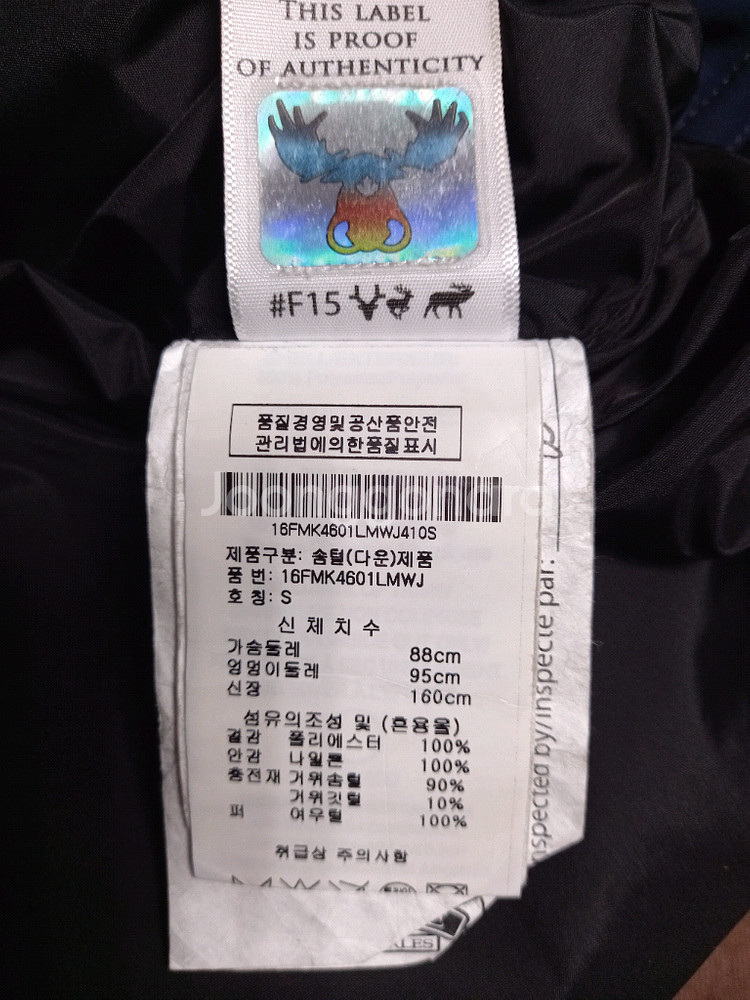 THIS LABEL
IS PROOF
OF AUTHENTICITY
#F15
품질경영및공산품안전
관리법에의한품질표시
Joonggonara
16FMK4601LMWJ410S
제품구분: 솜털(다운)제품
품 번: 16FMK4601LMWJ
호 칭: S
신 체 치 수
가슴둘레 88cm
엉덩이둘레 95cm
신장 160cm
섬유의조성 및 (혼용율)
겉감 폴리에스터 100%
안감 나일론 100%
충전재 거위솜털 90%
거위깃털 10%
퍼 여우털 100%
취급상 주의사항
inspected by/inspecté par:
ALES